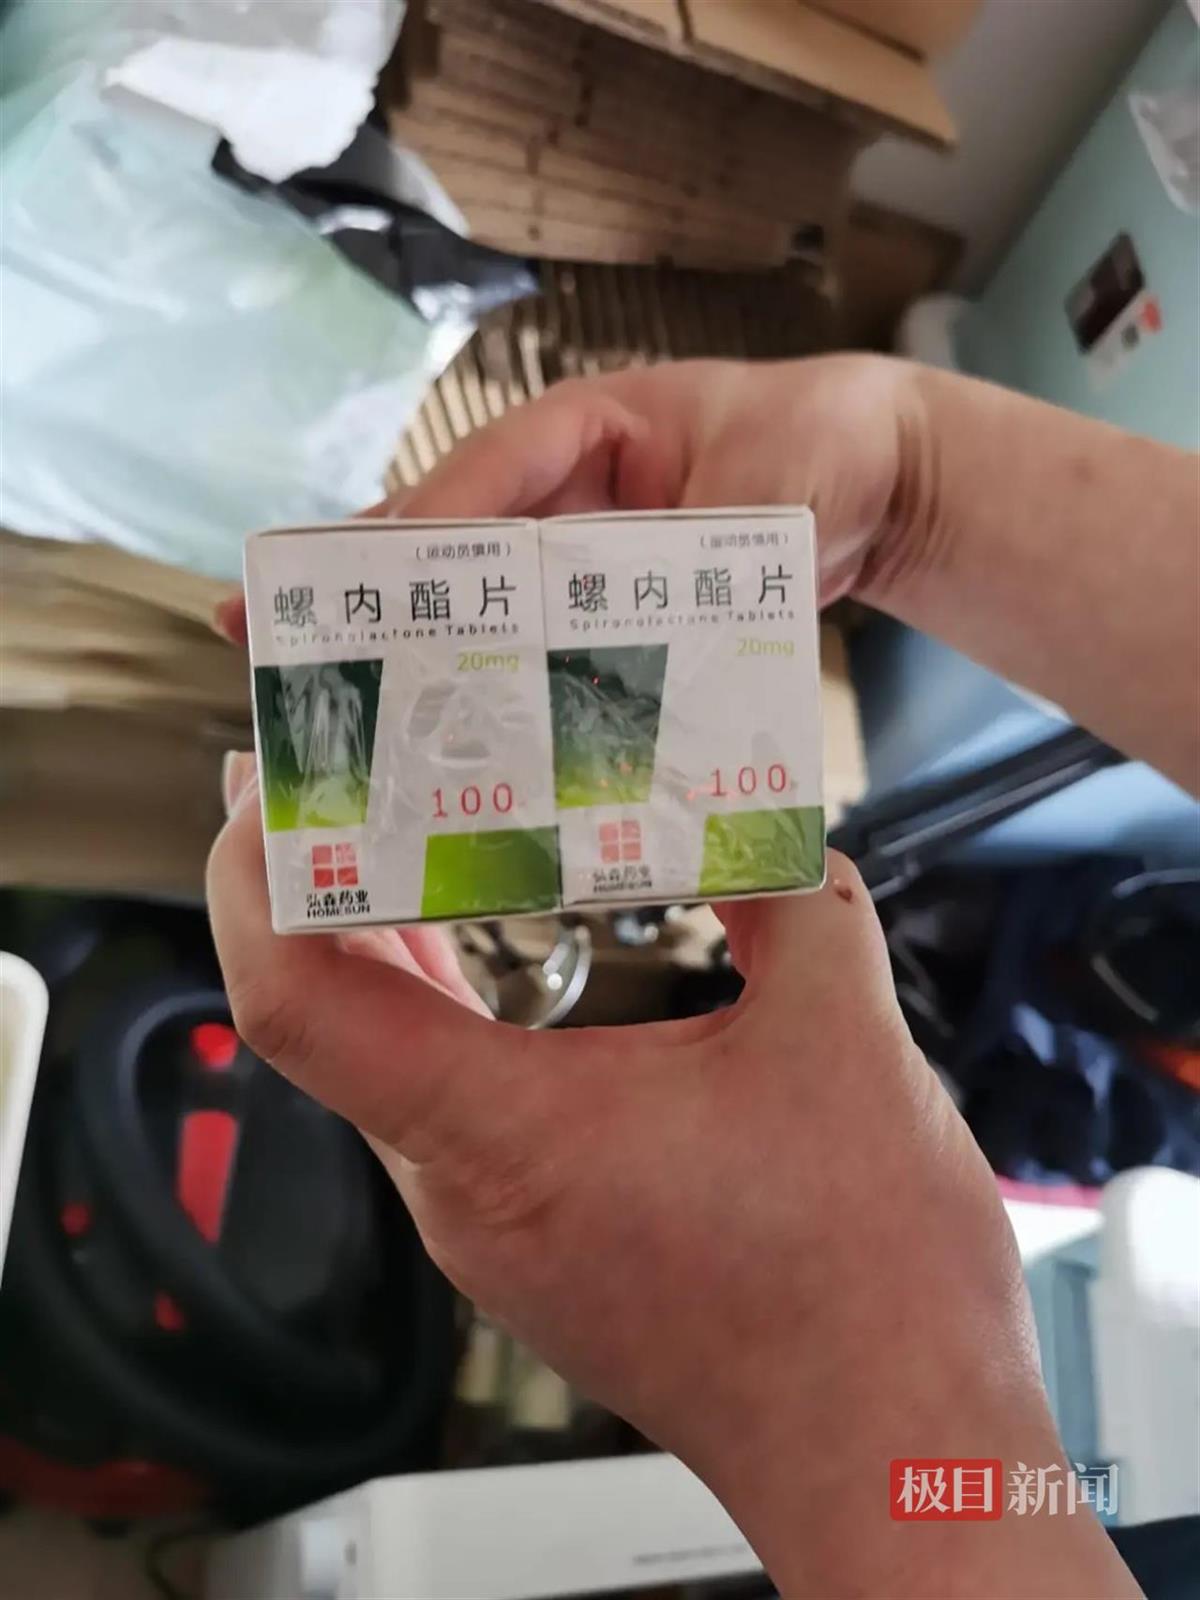 (运动员慎用)
螺内酯片
Spironolactone Tablets
20mg
100
弘森药业
HOMESUN
(运动员慎用)
螺内酯片
Spironolactone Tablets
20mg
100
弘森药业
HOMESUN
极目新闻